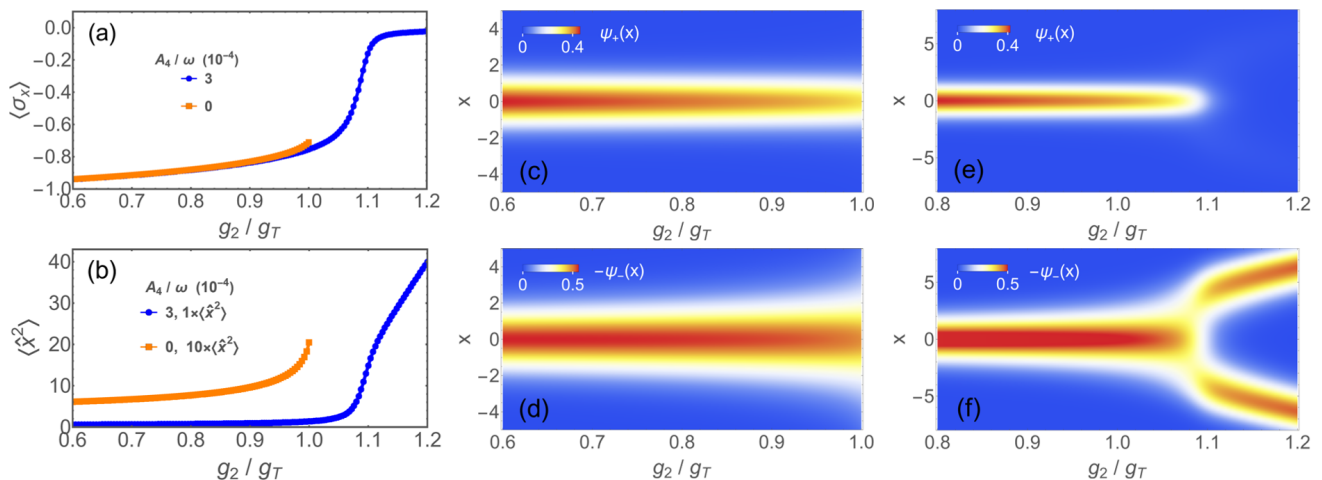 (a)
A₄ / ω (10⁻⁴)
3
0
⟨σₓ⟩
0.0
−0.2
−0.4
−0.6
−0.8
−1.0
0.6 0.7 0.8 0.9 1.0 1.1 1.2
g₂ / g_T
(b)
A₄ / ω (10⁻⁴)
3, 1×⟨x̂²⟩
0, 10×⟨x̂²⟩
⟨x̂²⟩
40
30
20
10
0
0.6 0.7 0.8 0.9 1.0 1.1 1.2
g₂ / g_T
0 0.4 ψ₊(x)
x
4
2
0
−2
−4
(c)
0.6 0.7 0.8 0.9 1.0
g₂ / g_T
0 0.5 −ψ₋(x)
x
4
2
0
−2
−4
(d)
0.6 0.7 0.8 0.9 1.0
g₂ / g_T
0 0.4 ψ₊(x)
x
5
0
−5
(e)
0.8 0.9 1.0 1.1 1.2
g₂ / g_T
0 0.5 −ψ₋(x)
x
5
0
−5
(f)
0.8 0.9 1.0 1.1 1.2
g₂ / g_T